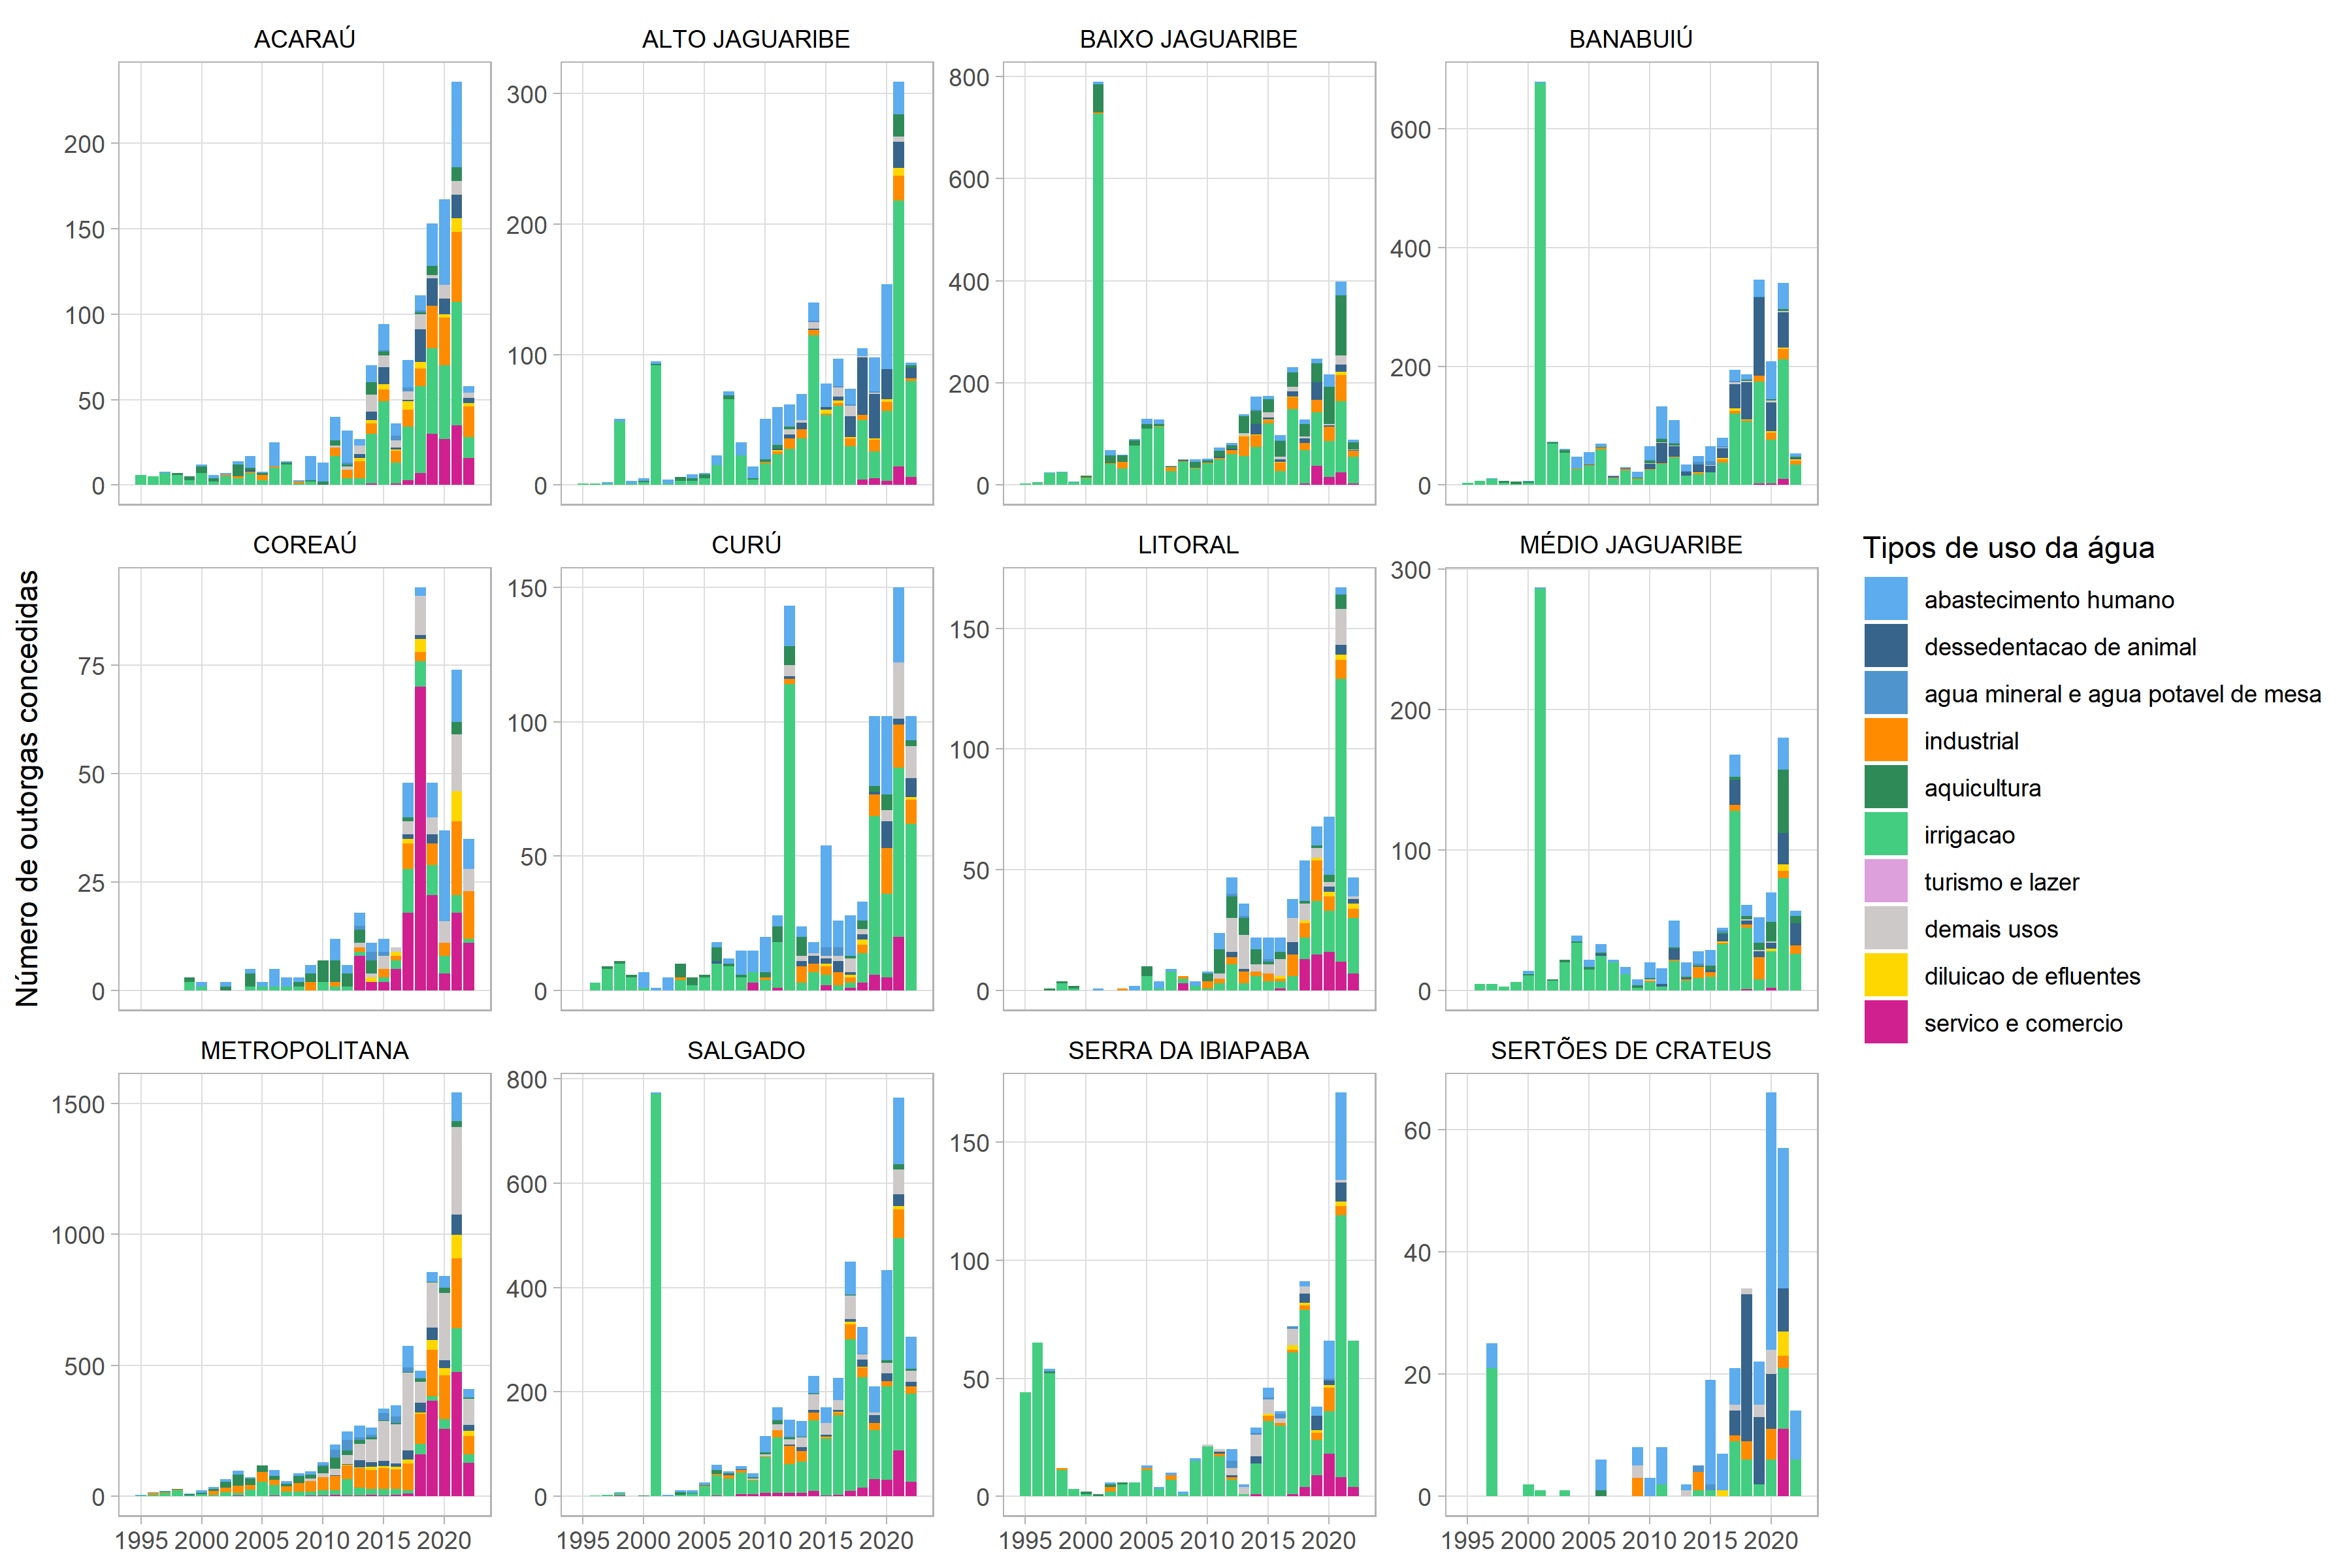 ACARAÚ
ALTO JAGUARIBE
BAIXO JAGUARIBE
BANABUIÚ
200
150
100
50
0
300
200
100
0
800
600
400
200
0
600
400
200
0
COREAÚ
CURÚ
LITORAL
MÉDIO JAGUARIBE
75
50
25
0
150
100
50
0
150
100
50
0
300
200
100
0
METROPOLITANA
SALGADO
SERRA DA IBIAPABA
SERTÕES DE CRATEUS
1500
1000
500
0
800
600
400
200
0
150
100
50
0
60
40
20
0
1995 2000 2005 2010 2015 2020
1995 2000 2005 2010 2015 2020
1995 2000 2005 2010 2015 2020
1995 2000 2005 2010 2015 2020
Número de outorgas concedidas
Tipos de uso da água
abastecimento humano
dessedentacao de animal
agua mineral e agua potavel de mesa
industrial
aquicultura
irrigacao
turismo e lazer
demais usos
diluicao de efluentes
servico e comercio